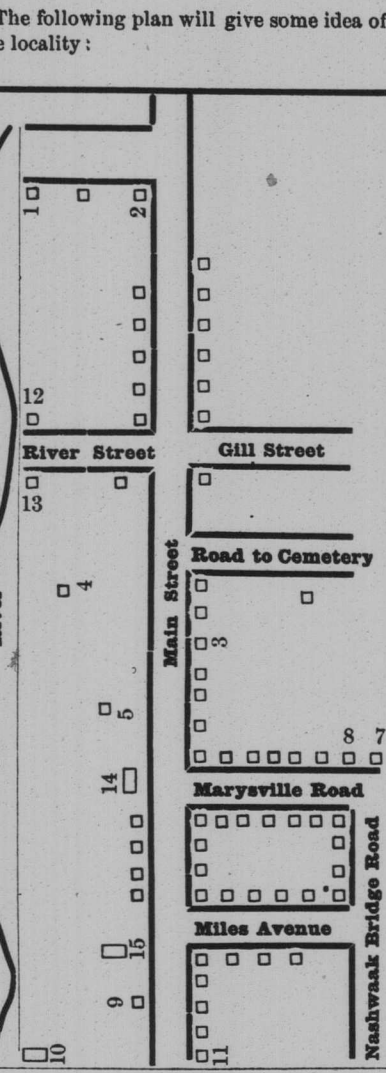 The following plan will give some idea of
e locality:
1
2
12
River Street
Gill Street
13
Main Street
Road to Cemetery
4
3
5
8
7
14
Marysville Road
Nashwaak Bridge Road
Miles Avenue
15
9
10
11